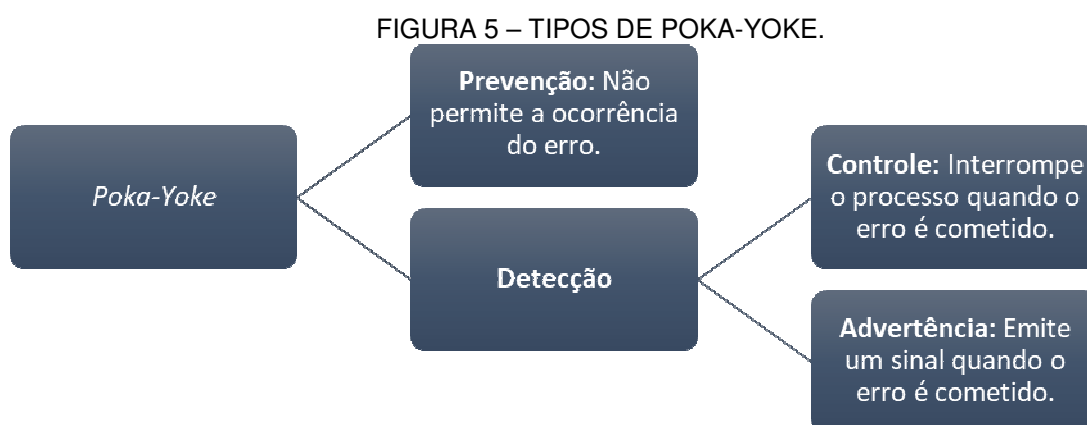 FIGURA 5 – TIPOS DE POKA-YOKE.
Poka-Yoke
Prevenção: Não
permite a ocorrência
do erro.
Detecção
Controle: Interrompe
o processo quando o
erro é cometido.
Advertência: Emite
um sinal quando o
erro é cometido.